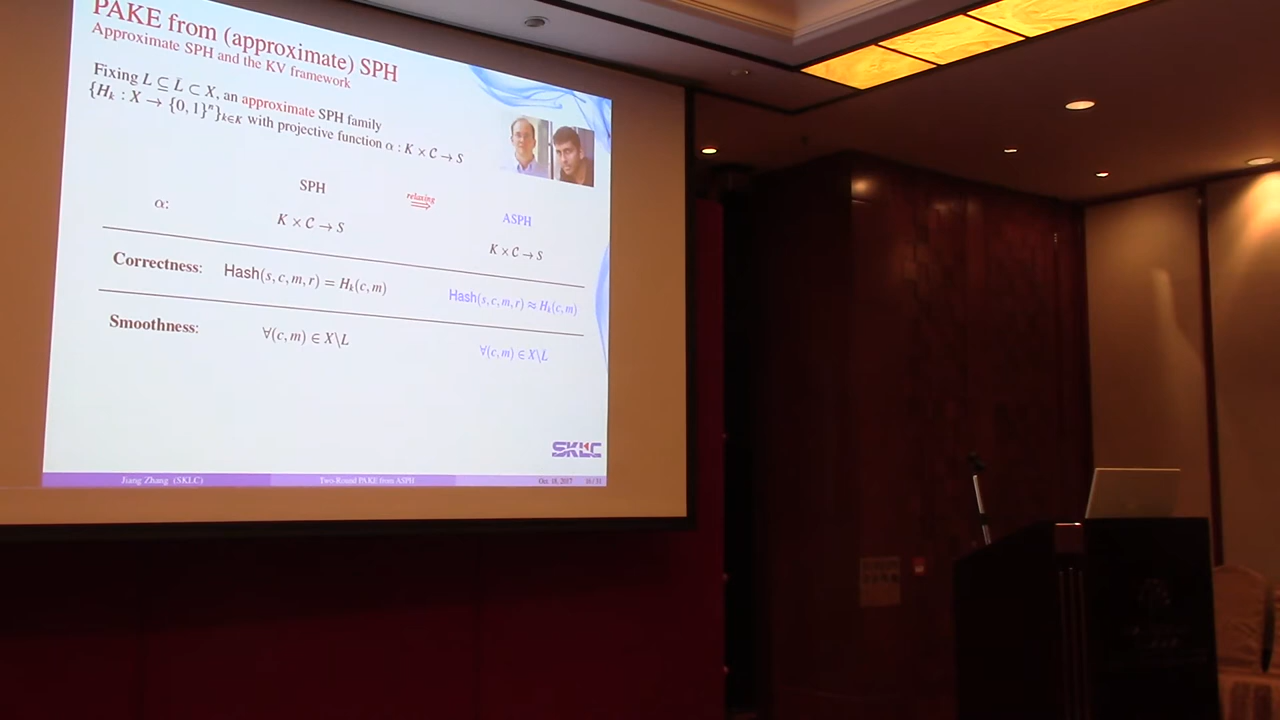 PAKE from (approximate) SPH
Approximate SPH and the KV framework
Fixing L ⊆ L̄ ⊂ X, an approximate SPH family
{H_k : X → {0, 1}^n}_{k∈K} with projective function α : K × C → S
SPH
relaxing
⟹
ASPH
α:
K × C → S
K × C → S
Correctness:
Hash(s, c, m, r) = H_k(c, m)
Hash(s, c, m, r) ≈ H_k(c, m)
Smoothness:
∀(c, m) ∈ X\L
∀(c, m) ∈ X\L̄
SKLC
Jiang Zhang (SKLC)
Two-Round PAKE from ASPH
Oct. 18, 2017